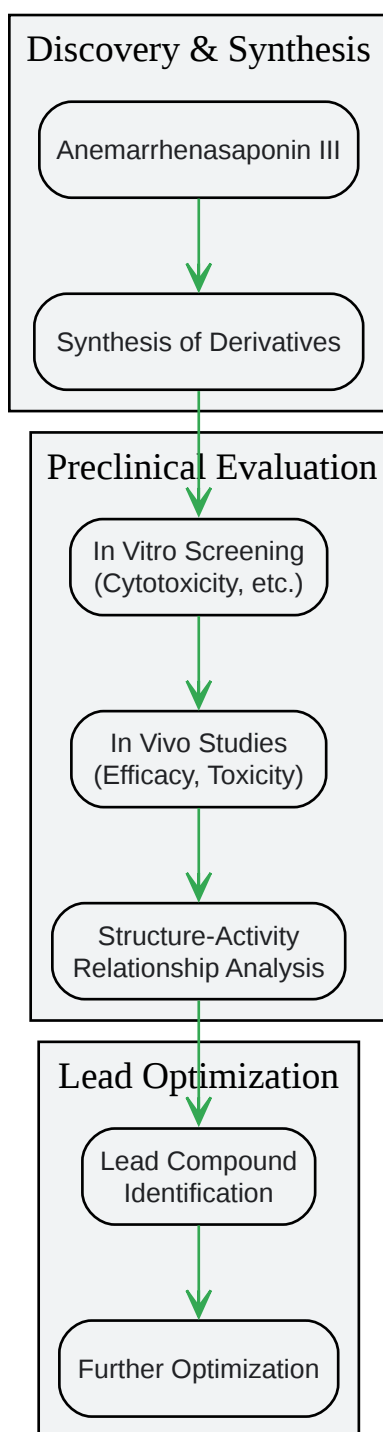 Discovery & Synthesis
Anemarrhenasaponin III
Synthesis of Derivatives
Preclinical Evaluation
In Vitro Screening
(Cytotoxicity, etc.)
In Vivo Studies
(Efficacy, Toxicity)
Structure-Activity
Relationship Analysis
Lead Optimization
Lead Compound
Identification
Further Optimization